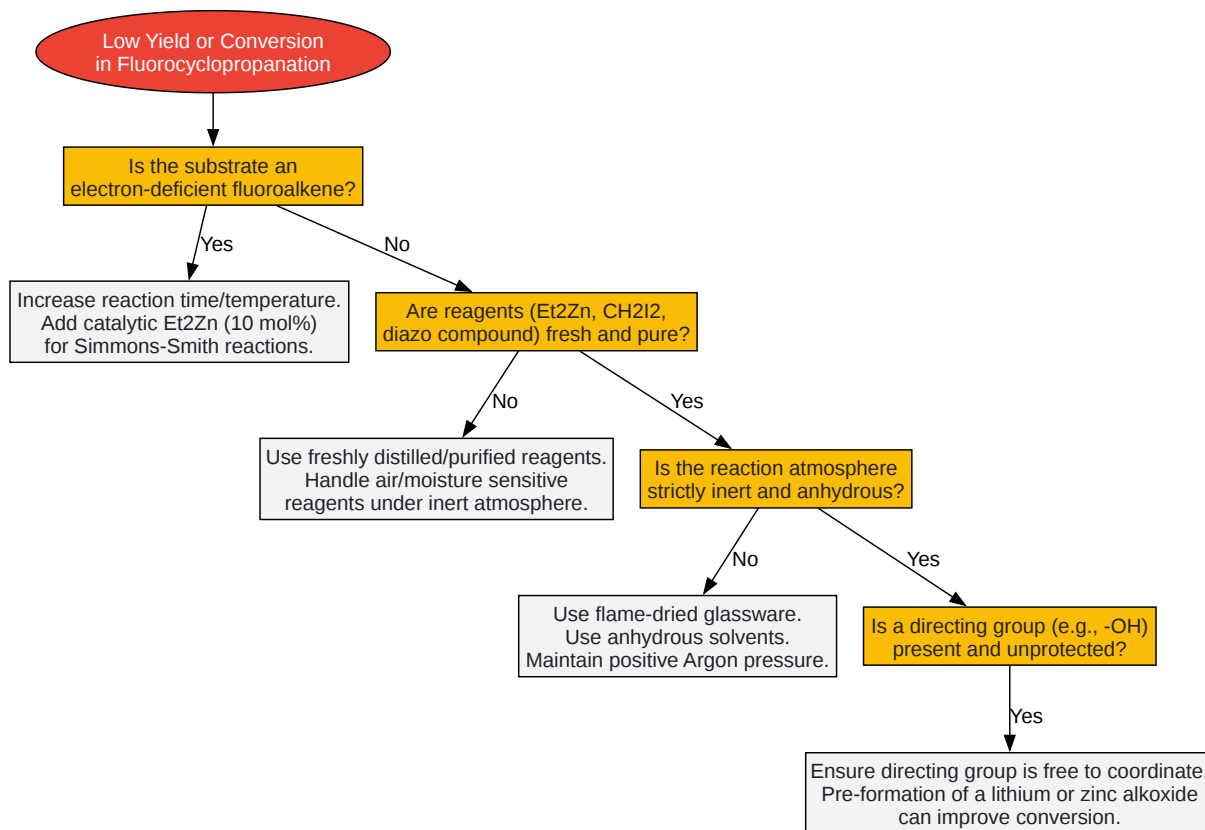 Low Yield or Conversion
in Fluorocyclopropanation
Is the substrate an
electron-deficient fluoroalkene?
Yes
No
Increase reaction time/temperature.
Add catalytic Et2Zn (10 mol%)
for Simmons-Smith reactions.
Are reagents (Et2Zn, CH2I2,
diazo compound) fresh and pure?
No
Yes
Use freshly distilled/purified reagents.
Handle air/moisture sensitive
reagents under inert atmosphere.
Is the reaction atmosphere
strictly inert and anhydrous?
No
Yes
Use flame-dried glassware.
Use anhydrous solvents.
Maintain positive Argon pressure.
Is a directing group (e.g., -OH)
present and unprotected?
Yes
Ensure directing group is free to coordinate.
Pre-formation of a lithium or zinc alkoxide
can improve conversion.